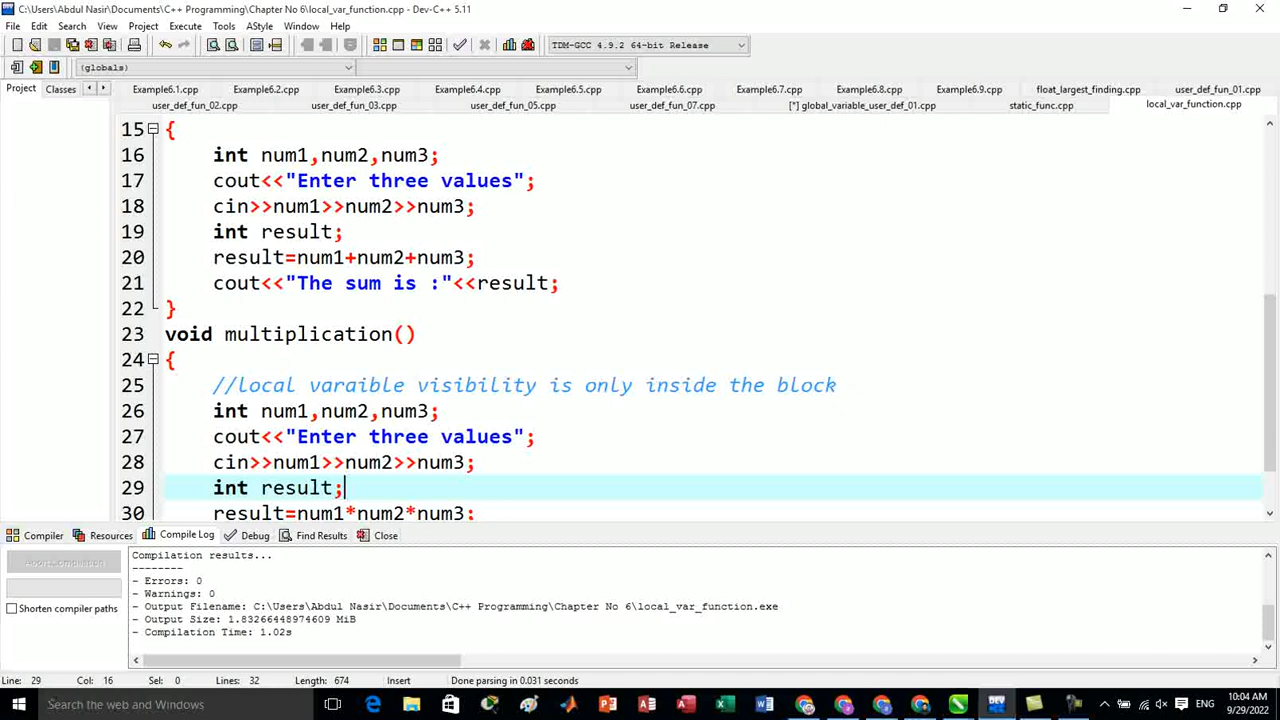 C:\Users\Abdul Nasir\Documents\C++ Programming\Chapter No 6\local_var_function.cpp - Dev-C++ 5.11
File Edit Search View Project Execute Tools AStyle Window Help
TDM-GCC 4.9.2 64-bit Release
(globals)
Project Classes
Example6.1.cpp Example6.2.cpp Example6.3.cpp Example6.4.cpp Example6.5.cpp Example6.6.cpp Example6.7.cpp Example6.8.cpp Example6.9.cpp float_largest_finding.cpp user_def_fun_01.cpp
user_def_fun_02.cpp user_def_fun_03.cpp user_def_fun_05.cpp user_def_fun_07.cpp [*] global_variable_user_def_01.cpp static_func.cpp local_var_function.cpp
15 {
16 int num1,num2,num3;
17 cout<<"Enter three values";
18 cin>>num1>>num2>>num3;
19 int result;
20 result=num1+num2+num3;
21 cout<<"The sum is :"<<result;
22 }
23 void multiplication()
24 {
25 //local varaible visibility is only inside the block
26 int num1,num2,num3;
27 cout<<"Enter three values";
28 cin>>num1>>num2>>num3;
29 int result;
30 result=num1*num2*num3;
Compiler Resources Compile Log Debug Find Results Close
Abort Compilation
Shorten compiler paths
Compilation results...
--------
- Errors: 0
- Warnings: 0
- Output Filename: C:\Users\Abdul Nasir\Documents\C++ Programming\Chapter No 6\local_var_function.exe
- Output Size: 1.83266448974609 MiB
- Compilation Time: 1.02s
Line: 29 Col: 16 Sel: 0 Lines: 32 Length: 574 Insert Done parsing in 0.031 seconds
Search the web and Windows
DEV
ENG
10:04 AM
9/29/2022